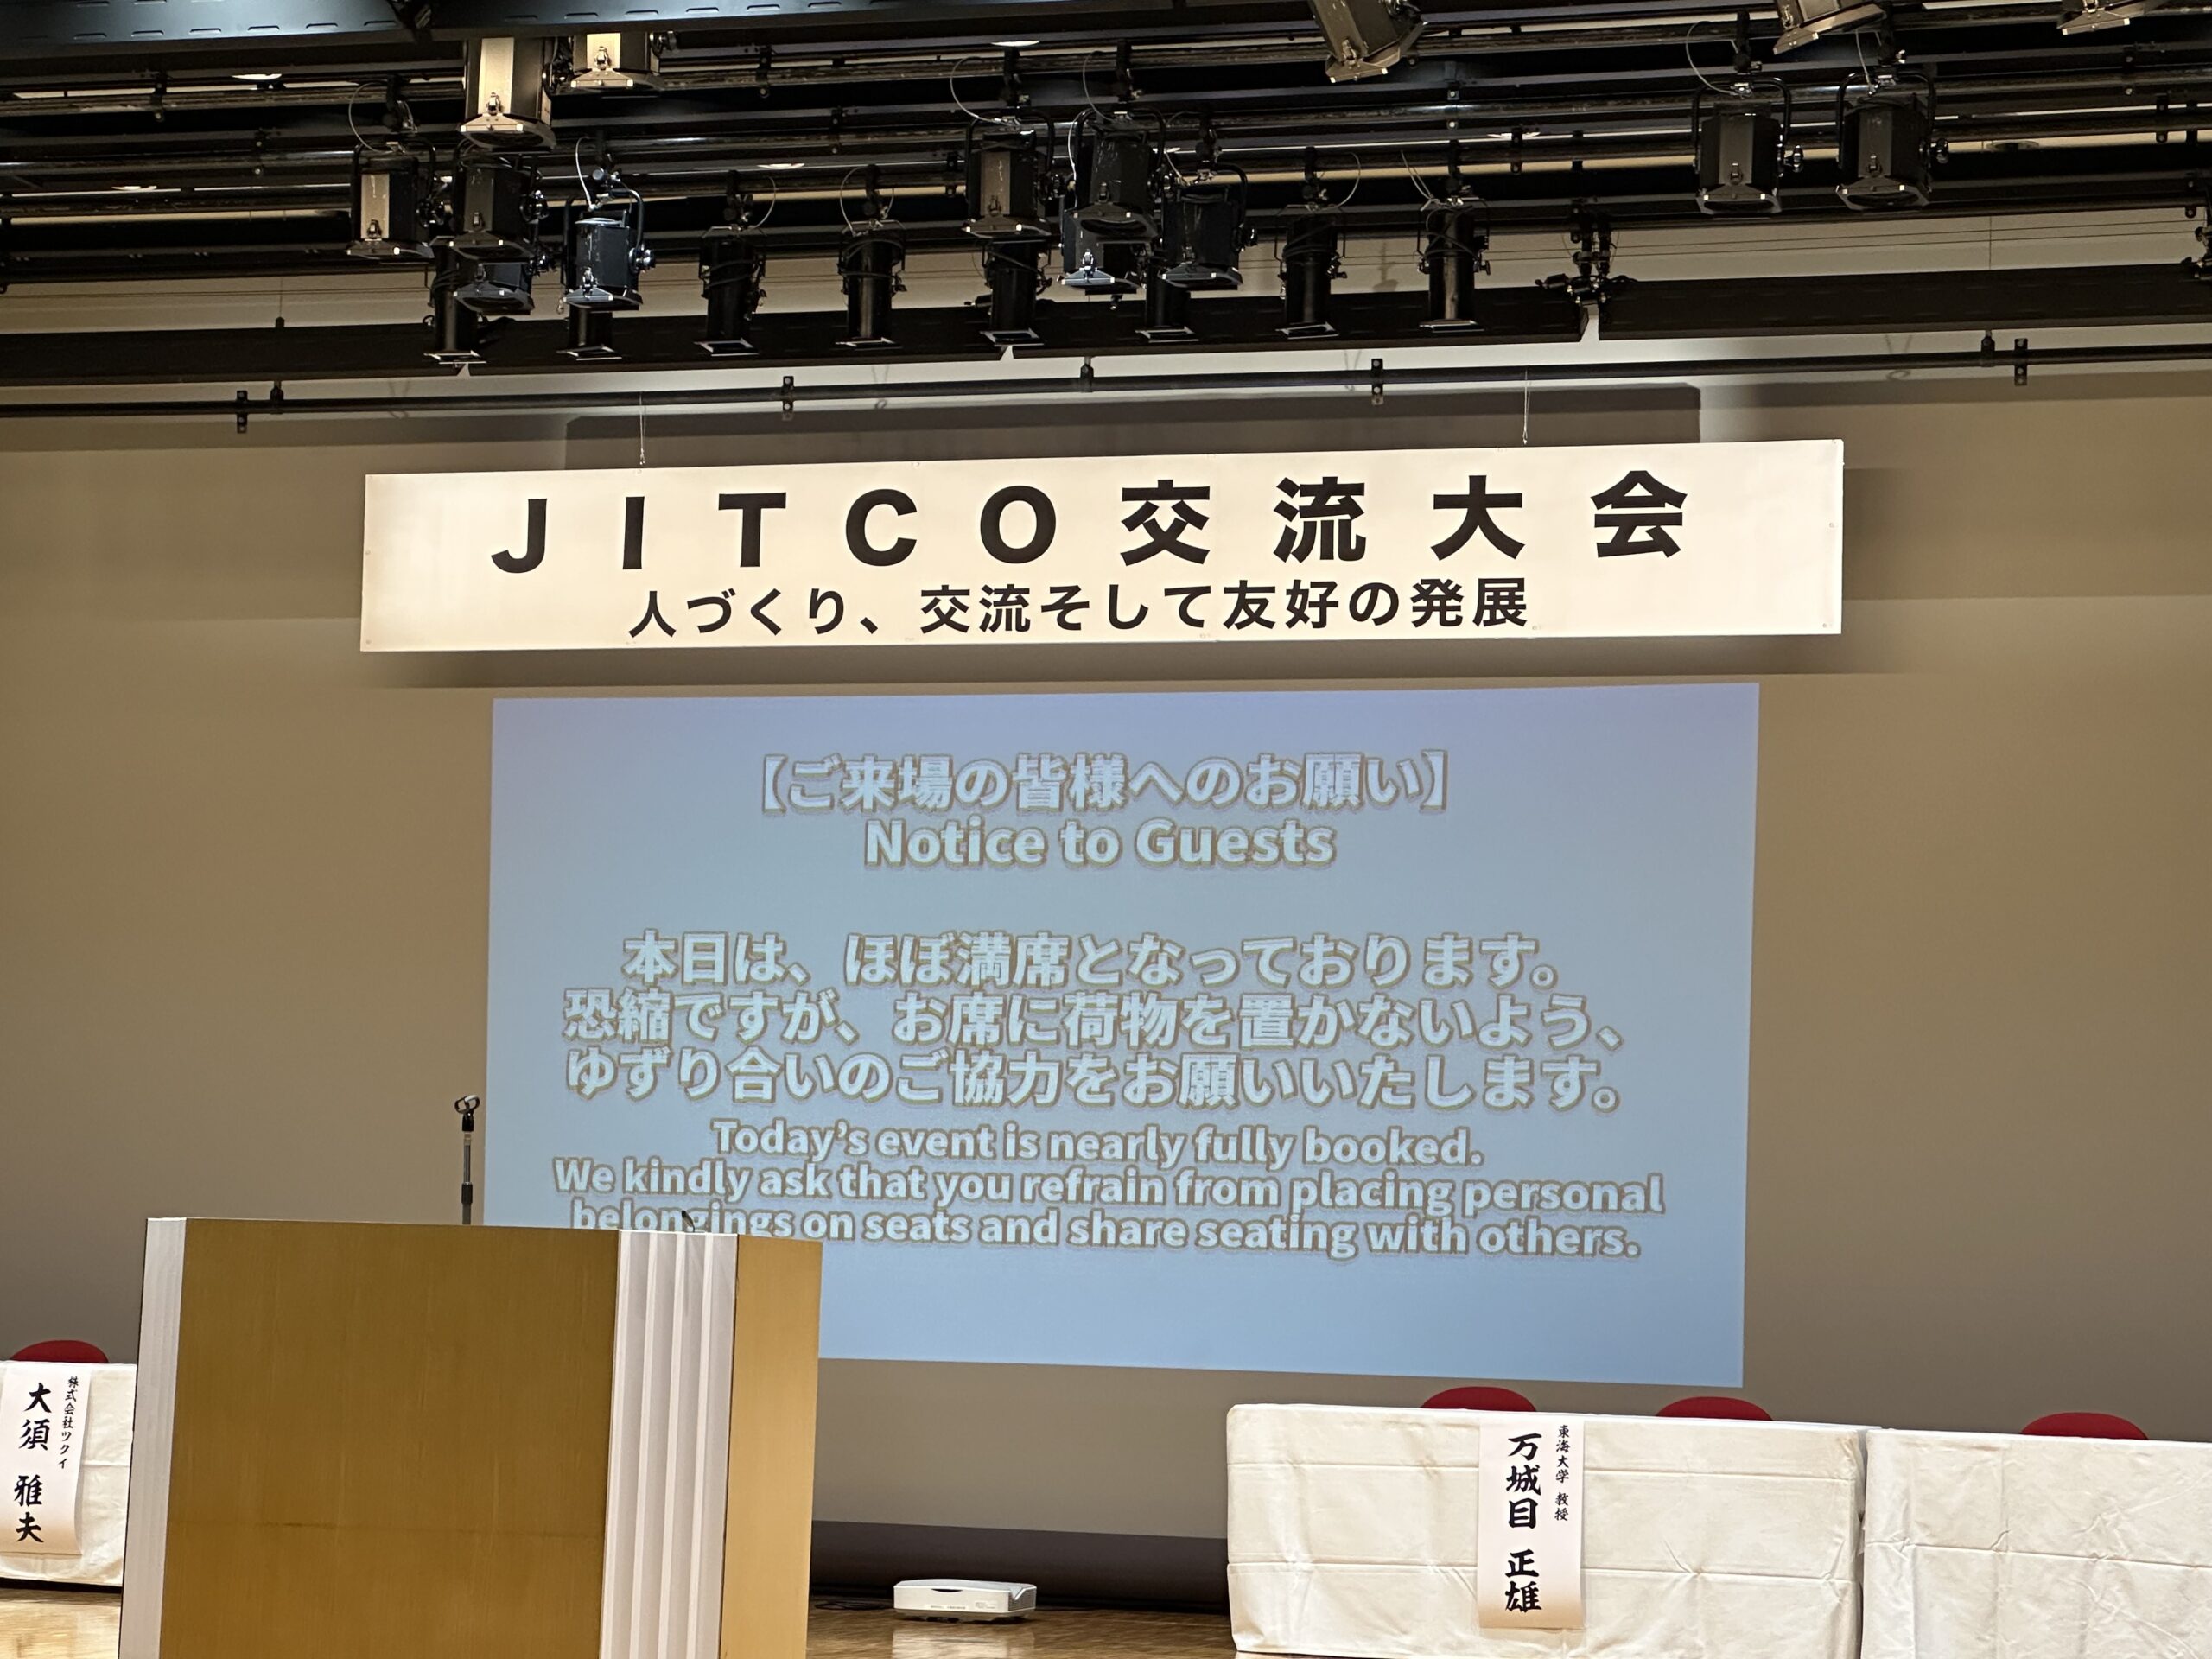 JITCO交流大会
人づくり、交流そして友好の発展
【ご来場の皆様へのお願い】
Notice to Guests
本日は、ほぼ満席となっております。
恐縮ですが、お席に荷物を置かないよう、
ゆずり合いのご協力をお願いいたします。
Today's event is nearly fully booked.
We kindly ask that you refrain from placing personal
belongings on seats and share seating with others.
株式会社ツクイ
大須 雅夫
東海大学 教授
万城目 正雄